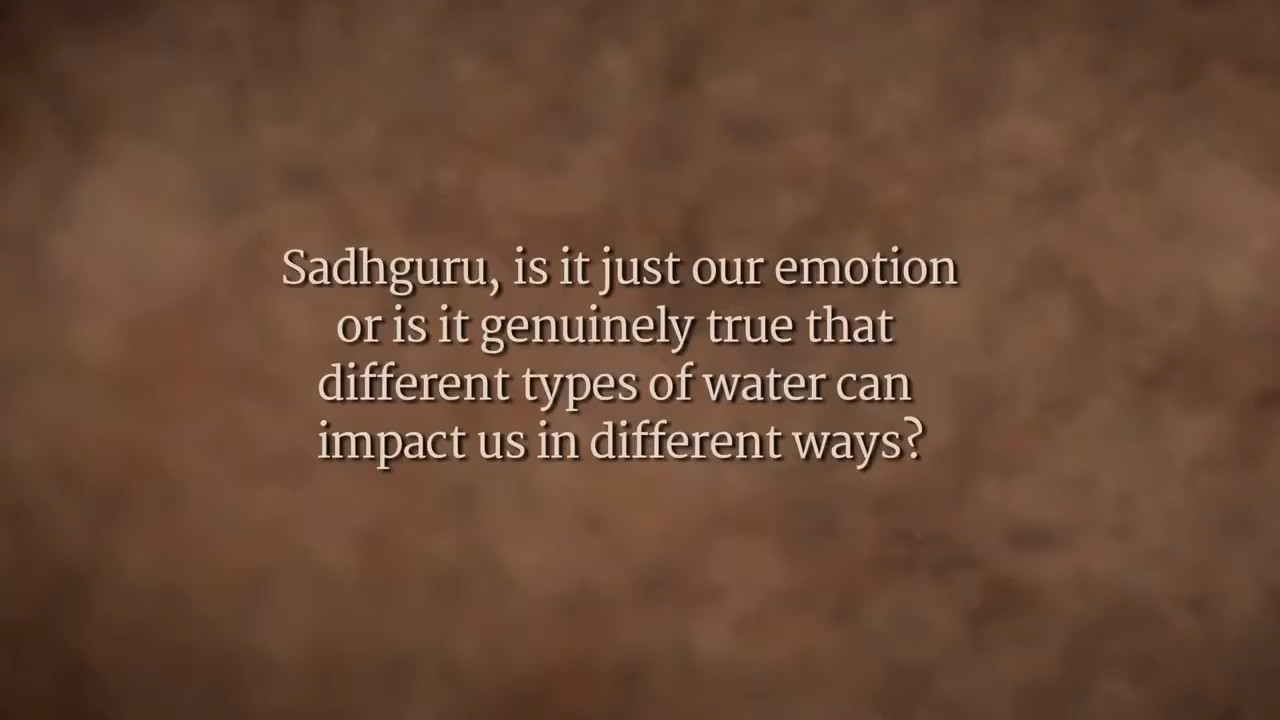 Sadhguru, is it just our emotion
or is it genuinely true that
different types of water can
impact us in different ways?